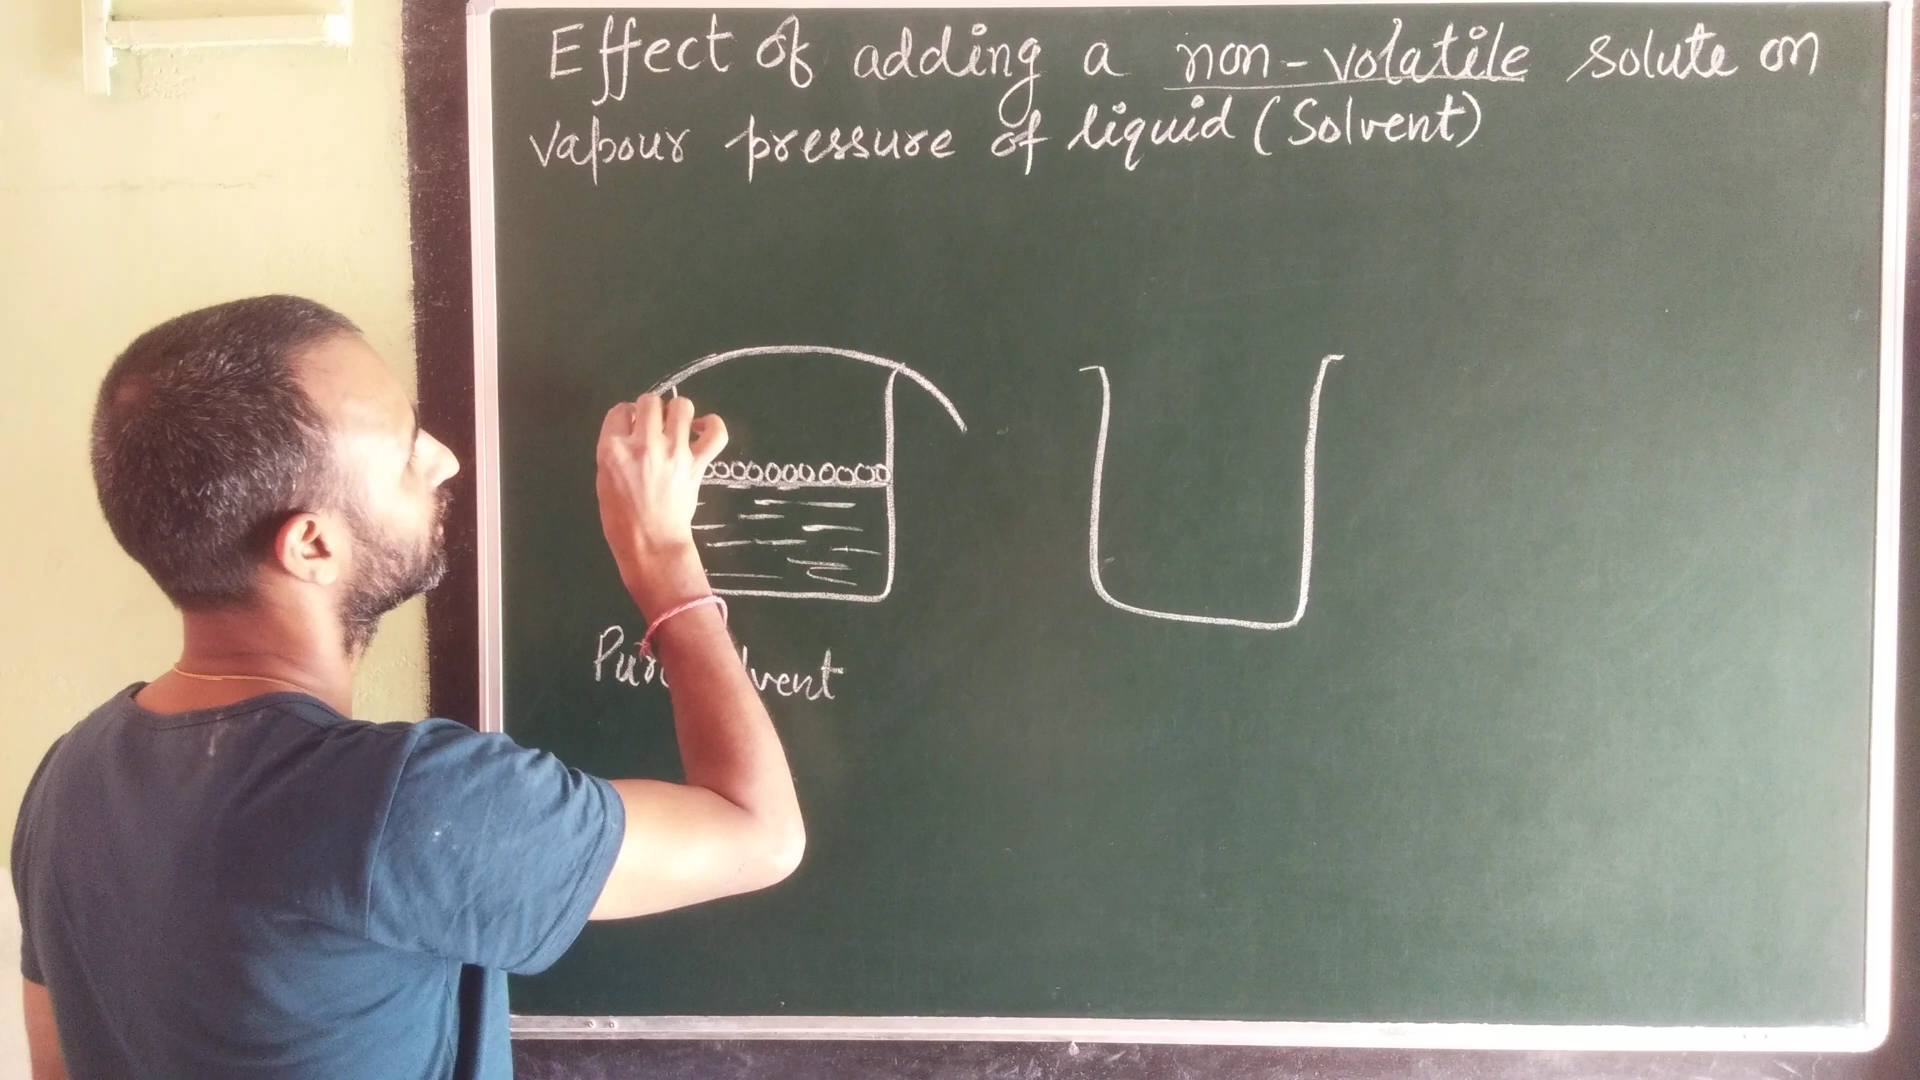 Effect of adding a non-volatile solute on
vapour pressure of liquid (Solvent)